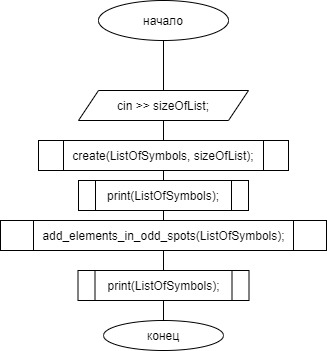 начало
cin >> sizeOfList;
create(ListOfSymbols, sizeOfList);
print(ListOfSymbols);
add_elements_in_odd_spots(ListOfSymbols);
print(ListOfSymbols);
конец